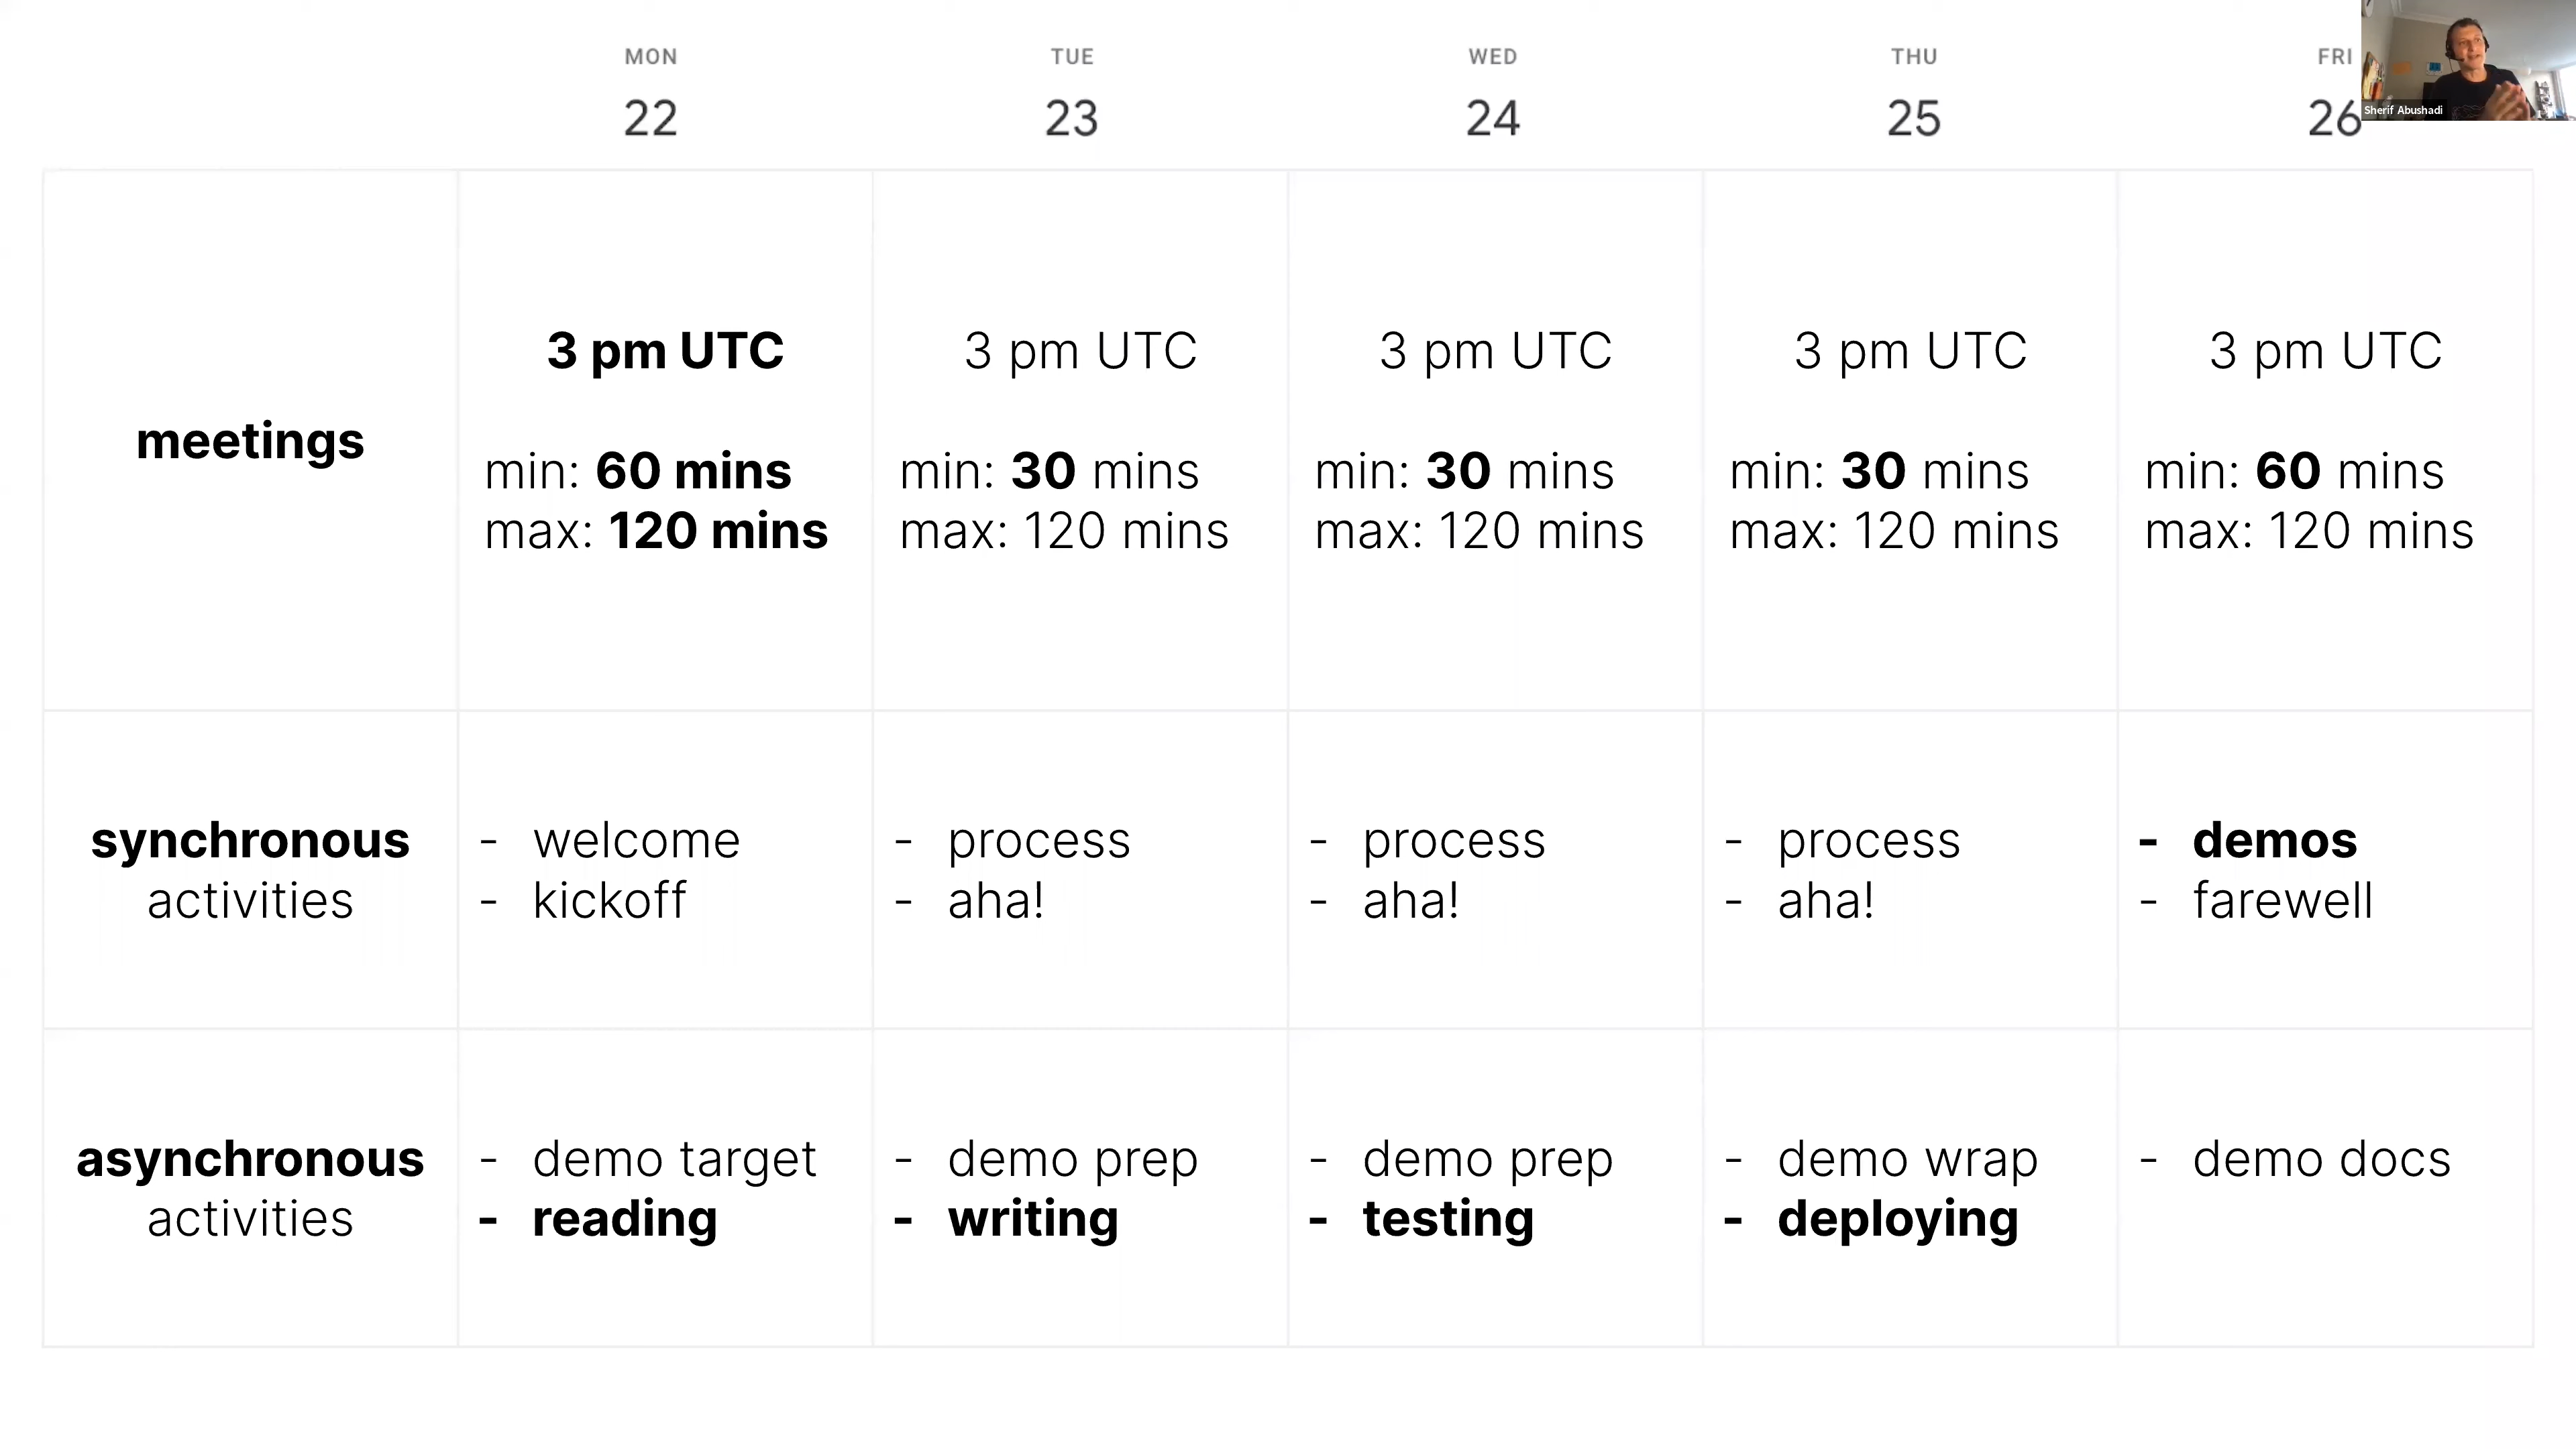 MON
TUE
WED
THU
FRI
22
23
24
25
26
Sherif Abushadi
meetings
3 pm UTC
min: 60 mins
max: 120 mins
3 pm UTC
min: 30 mins
max: 120 mins
3 pm UTC
min: 30 mins
max: 120 mins
3 pm UTC
min: 30 mins
max: 120 mins
3 pm UTC
min: 60 mins
max: 120 mins
synchronous
activities
- welcome
- kickoff
- process
- aha!
- process
- aha!
- process
- aha!
- demos
- farewell
asynchronous
activities
- demo target
- reading
- demo prep
- writing
- demo prep
- testing
- demo wrap
- deploying
- demo docs